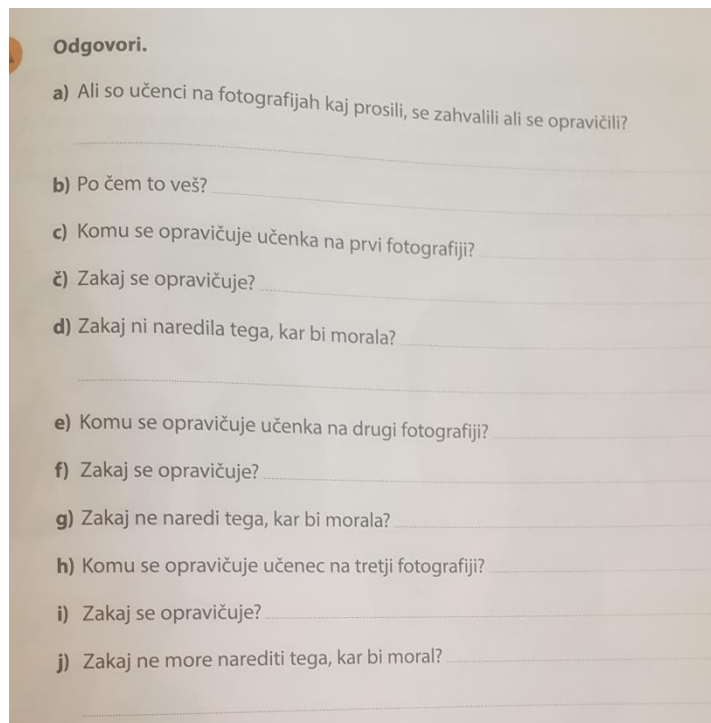 Odgovori.
a) Ali so učenci na fotografijah kaj prosili, se zahvalili ali se opravičili?
b) Po čem to veš?
c) Komu se opravičuje učenka na prvi fotografiji?
č) Zakaj se opravičuje?
d) Zakaj ni naredila tega, kar bi morala?
e) Komu se opravičuje učenka na drugi fotografiji?
f) Zakaj se opravičuje?
g) Zakaj ne naredi tega, kar bi morala?
h) Komu se opravičuje učenec na tretji fotografiji?
i) Zakaj se opravičuje?
j) Zakaj ne more narediti tega, kar bi moral?